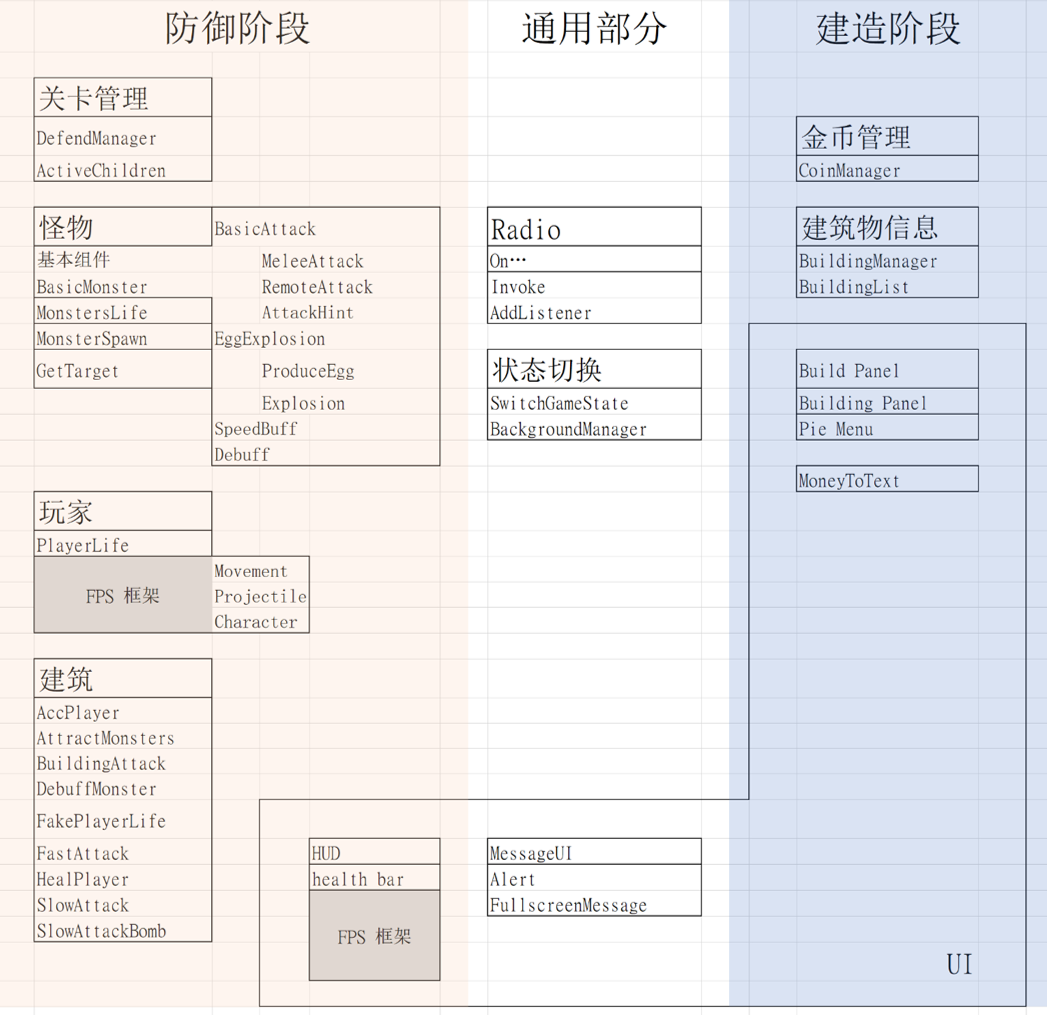 防御阶段
通用部分
建造阶段
关卡管理
DefendManager
ActiveChildren
怪物
基本组件
BasicMonster
MonstersLife
MonsterSpawn
GetTarget
BasicAttack
MeleeAttack
RemoteAttack
AttackHint
EggExplosion
ProduceEgg
Explosion
SpeedBuff
Debuff
玩家
PlayerLife
FPS 框架
Movement
Projectile
Character
建筑
AccPlayer
AttractMonsters
BuildingAttack
DebuffMonster
FakePlayerLife
FastAttack
HealPlayer
SlowAttack
SlowAttackBomb
HUD
health bar
FPS 框架
Radio
On…
Invoke
AddListener
状态切换
SwitchGameState
BackgroundManager
MessageUI
Alert
FullscreenMessage
金币管理
CoinManager
建筑物信息
BuildingManager
BuildingList
Build Panel
Building Panel
Pie Menu
MoneyToText
UI